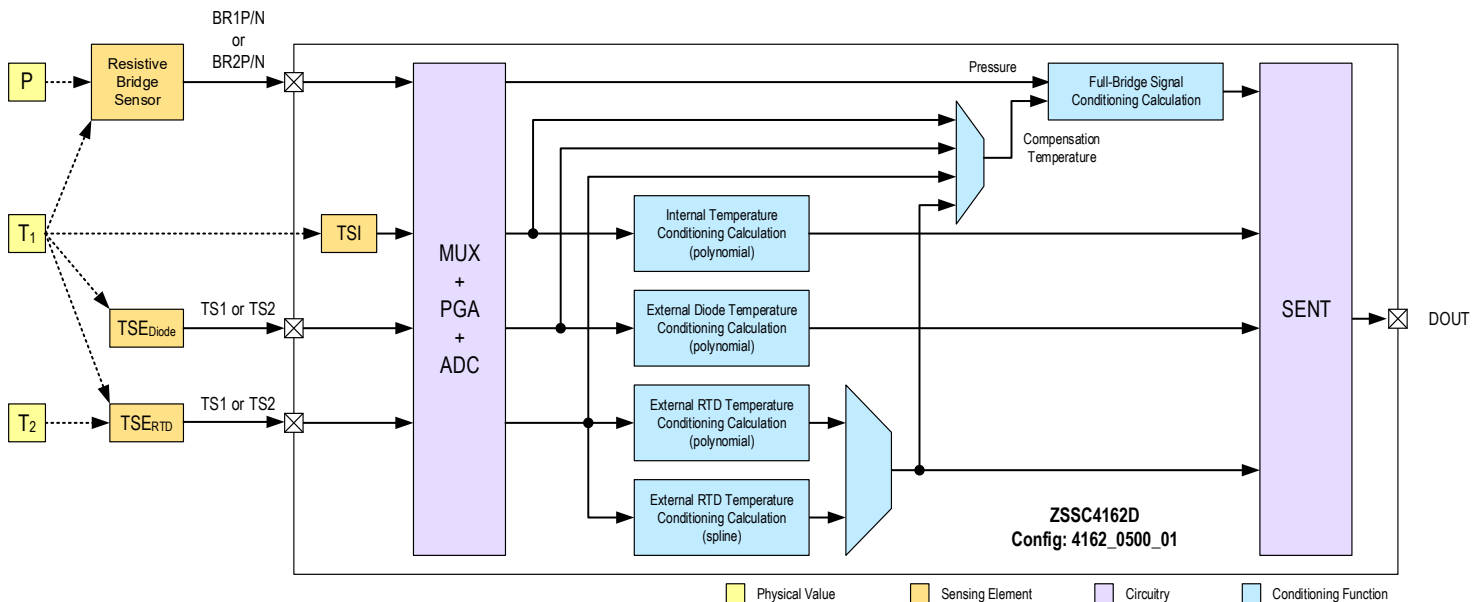 BR1P/N
or
BR2P/N
P
Resistive
Bridge
Sensor
Pressure
Full-Bridge Signal
Conditioning Calculation
Compensation
Temperature
T1
TSI
Internal Temperature
Conditioning Calculation
(polynomial)
MUX
+
PGA
+
ADC
TSEDiode
TS1 or TS2
External Diode Temperature
Conditioning Calculation
(polynomial)
SENT
DOUT
T2
TSERTD
TS1 or TS2
External RTD Temperature
Conditioning Calculation
(polynomial)
External RTD Temperature
Conditioning Calculation
(spline)
ZSSC4162D
Config: 4162_0500_01
Physical Value
Sensing Element
Circuitry
Conditioning Function